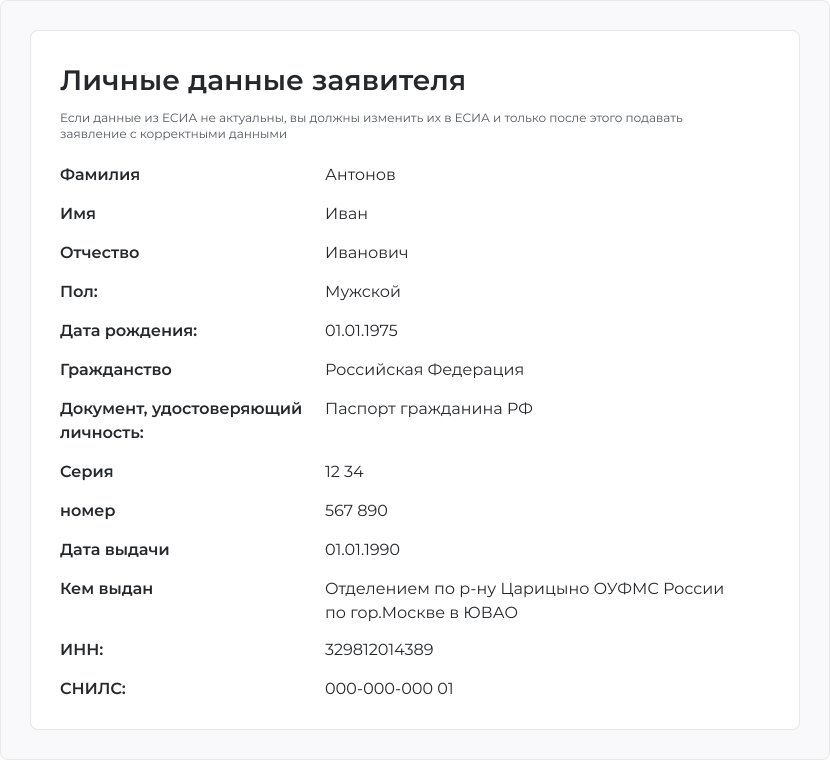 Личные данные заявителя
Если данные из ЕСИА не актуальны, вы должны изменить их в ЕСИА и только после этого подавать
заявление с корректными данными
Фамилия Антонов
Имя Иван
Отчество Иванович
Пол: Мужской
Дата рождения: 01.01.1975
Гражданство Российская Федерация
Документ, удостоверяющий Паспорт гражданина РФ
личность:
Серия 12 34
номер 567 890
Дата выдачи 01.01.1990
Кем выдан Отделением по р-ну Царицыно ОУФМС России
по гор.Москве в ЮВАО
ИНН: 329812014389
СНИЛС: 000-000-000 01